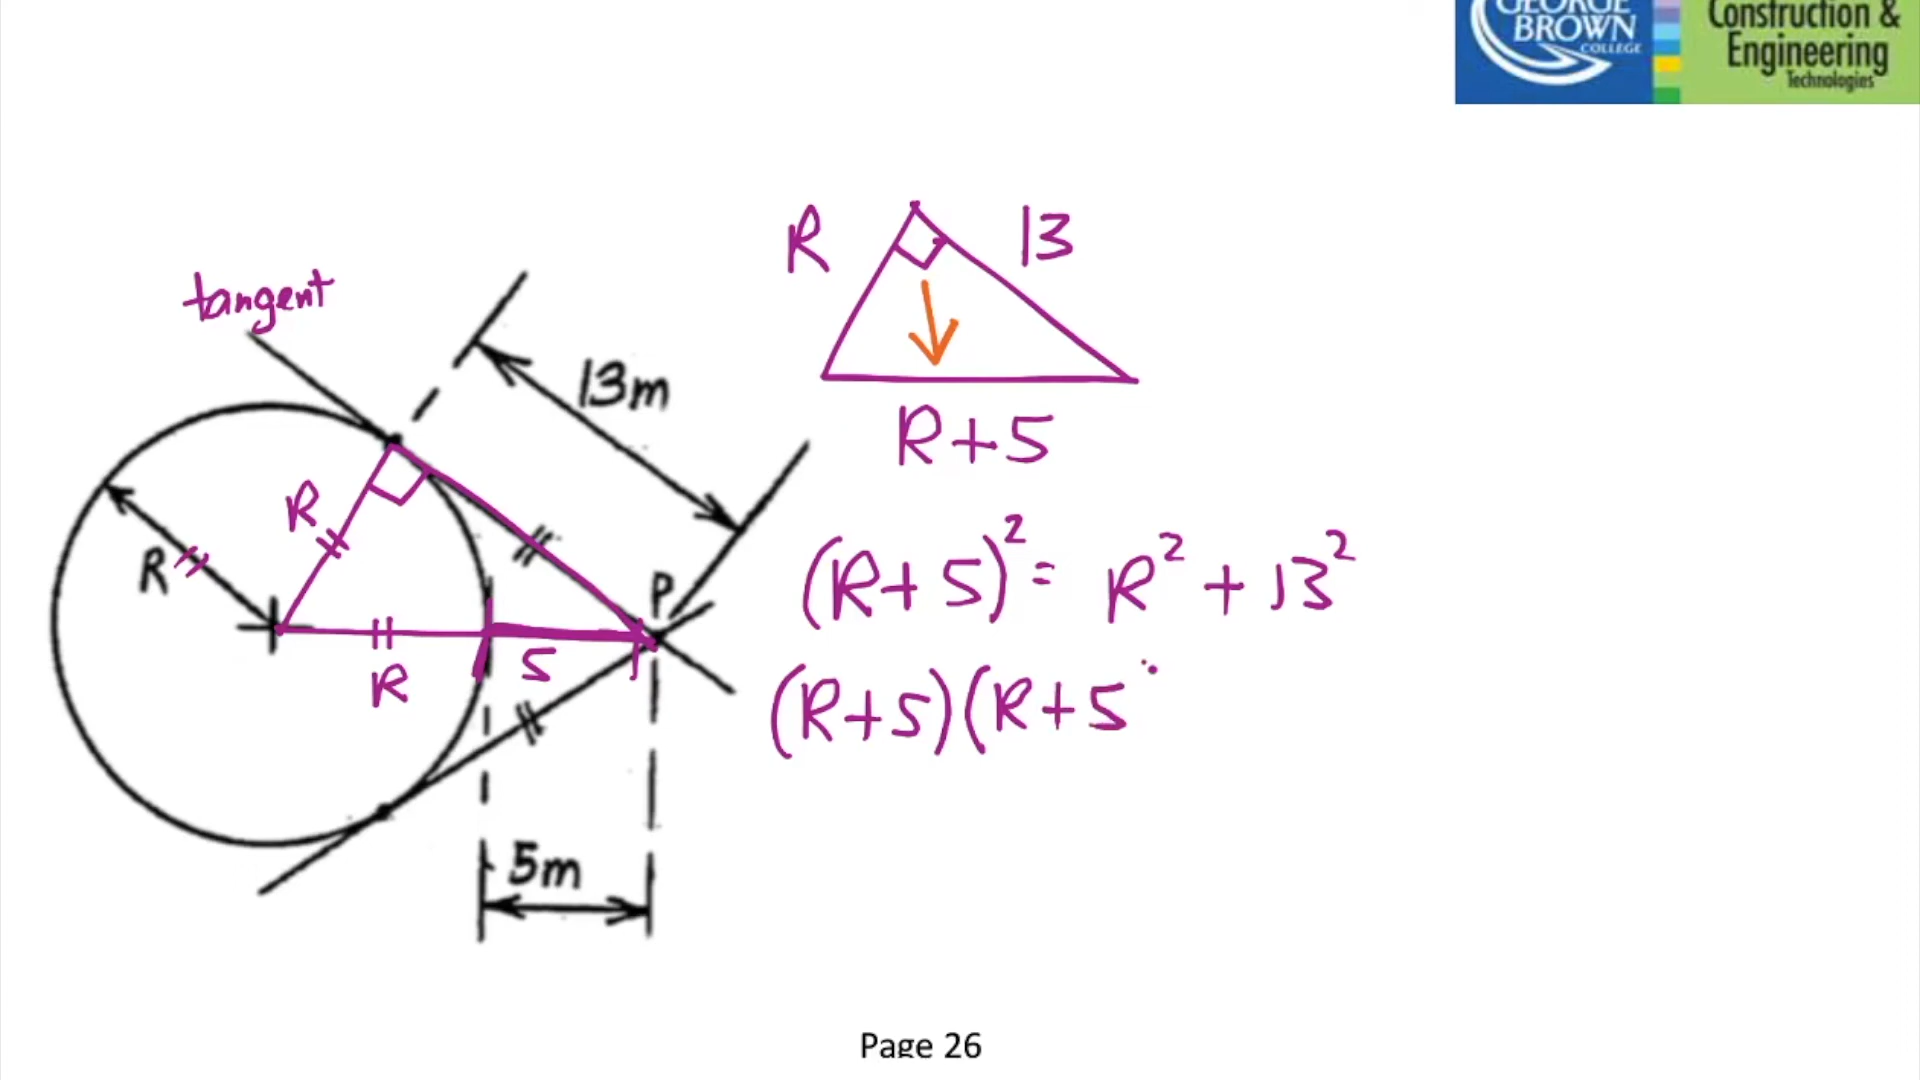 GEORGE
BROWN
COLLEGE
Construction &
Engineering
Technologies
tangent
13m
R
R
R
5
P
5m
R
13
R+5
(R+5)² = R² + 13²
(R+5)(R+5
Page 26